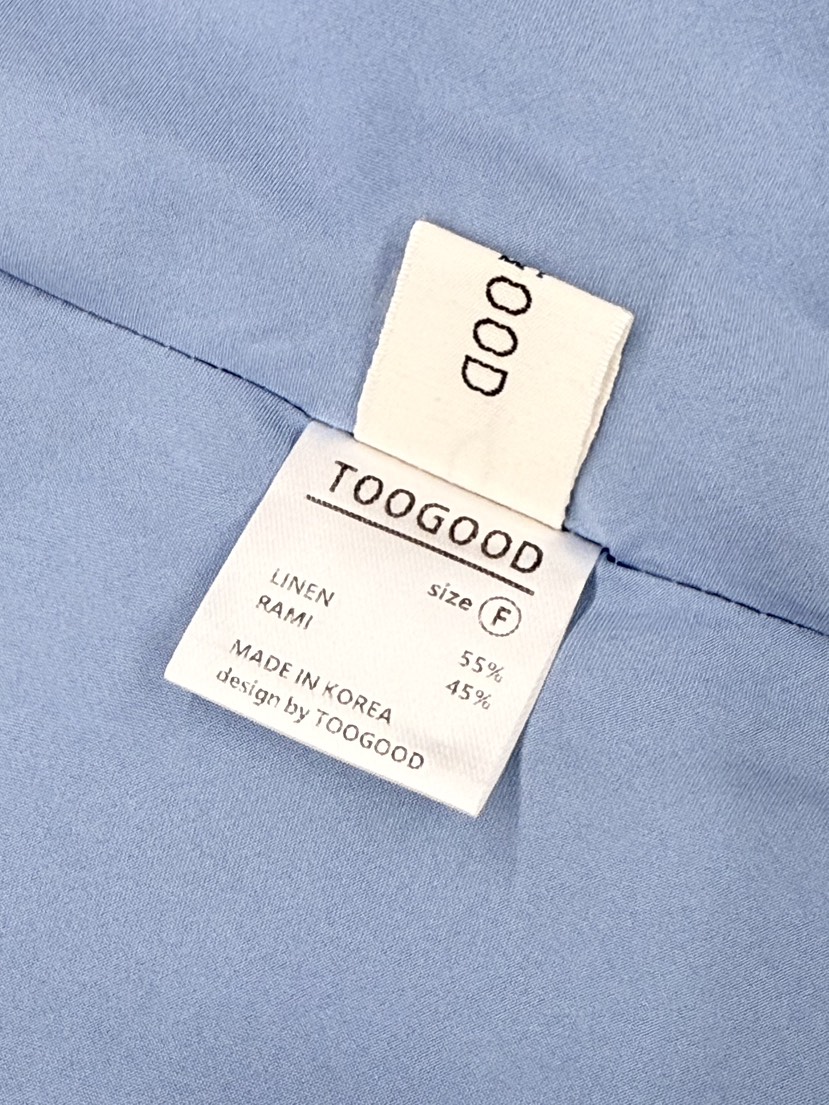 OOD
TOOGOOD
size F
LINEN 55%
RAMI 45%
MADE IN KOREA
design by TOOGOOD